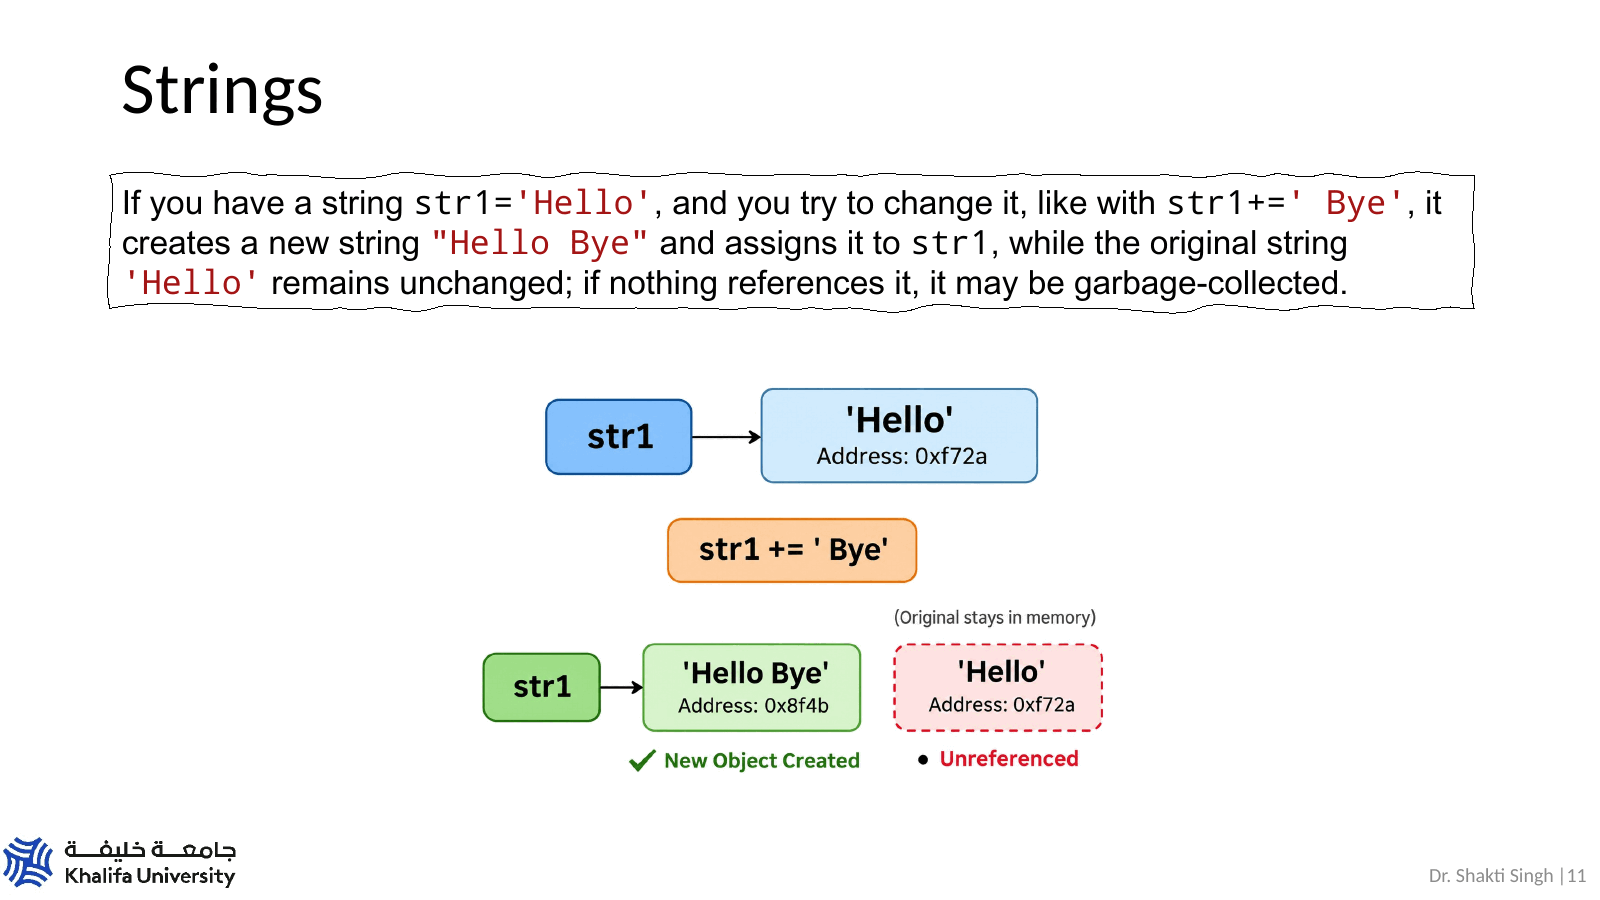 Strings
If you have a string str1='Hello', and you try to change it, like with str1+=' Bye', it
creates a new string "Hello Bye" and assigns it to str1, while the original string
'Hello' remains unchanged; if nothing references it, it may be garbage-collected.
str1
'Hello'
Address: 0xf72a
str1 += ' Bye'
(Original stays in memory)
str1
'Hello Bye'
Address: 0x8f4b
'Hello'
Address: 0xf72a
✔ New Object Created
● Unreferenced
جامعة خليفة
Khalifa University
Dr. Shakti Singh |11